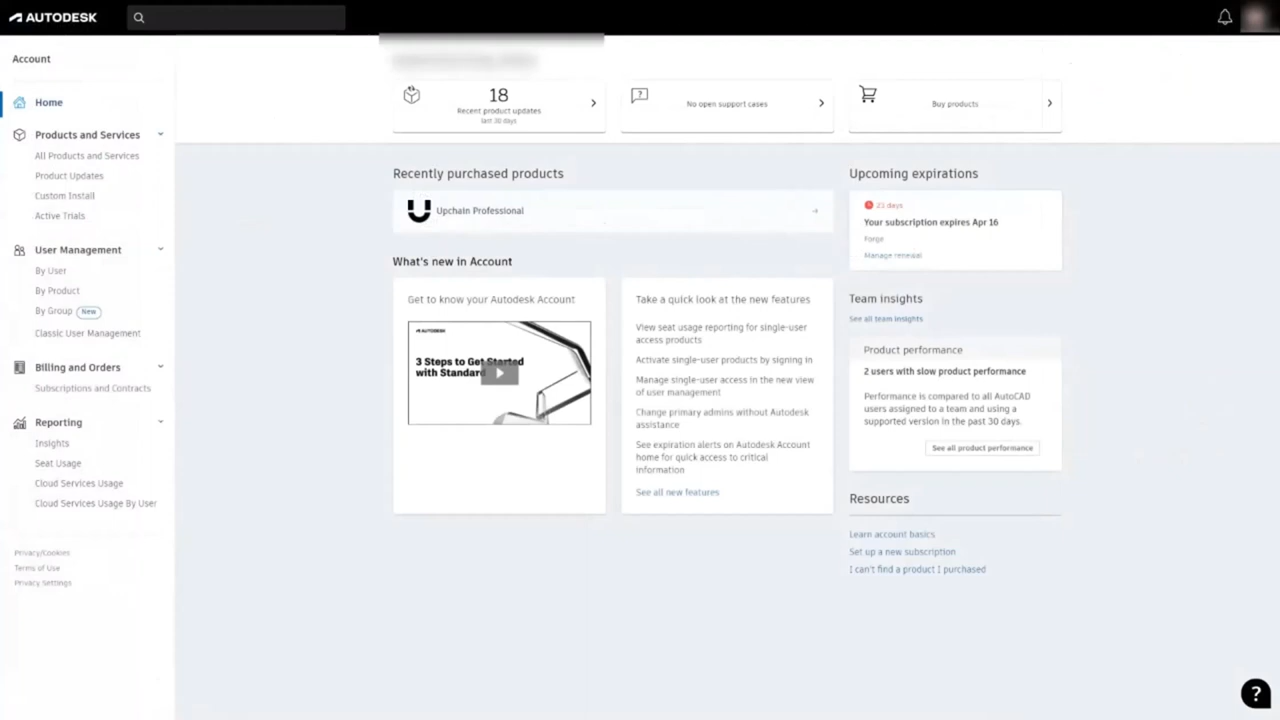 AUTODESK
Account
Home
Products and Services
All Products and Services
Product Updates
Custom Install
Active Trials
User Management
By User
By Product
By Group New
Classic User Management
Billing and Orders
Subscriptions and Contracts
Reporting
Insights
Seat Usage
Cloud Services Usage
Cloud Services Usage By User
Privacy/Cookies
Terms of Use
Privacy Settings
18
Recent product updates
last 30 days
No open support cases
Buy products
Recently purchased products
Upchain Professional
What's new in Account
Get to know your Autodesk Account
AUTODESK
3 Steps to Get Started
with Standard
Take a quick look at the new features
View seat usage reporting for single-user
access products
Activate single-user products by signing in
Manage single-user access in the new view
of user management
Change primary admins without Autodesk
assistance
See expiration alerts on Autodesk Account
home for quick access to critical
information
See all new features
Upcoming expirations
23 days
Your subscription expires Apr 16
Forge
Manage renewal
Team insights
See all team insights
Product performance
2 users with slow product performance
Performance is compared to all AutoCAD
users assigned to a team and using a
supported version in the past 30 days.
See all product performance
Resources
Learn account basics
Set up a new subscription
I can't find a product I purchased
?